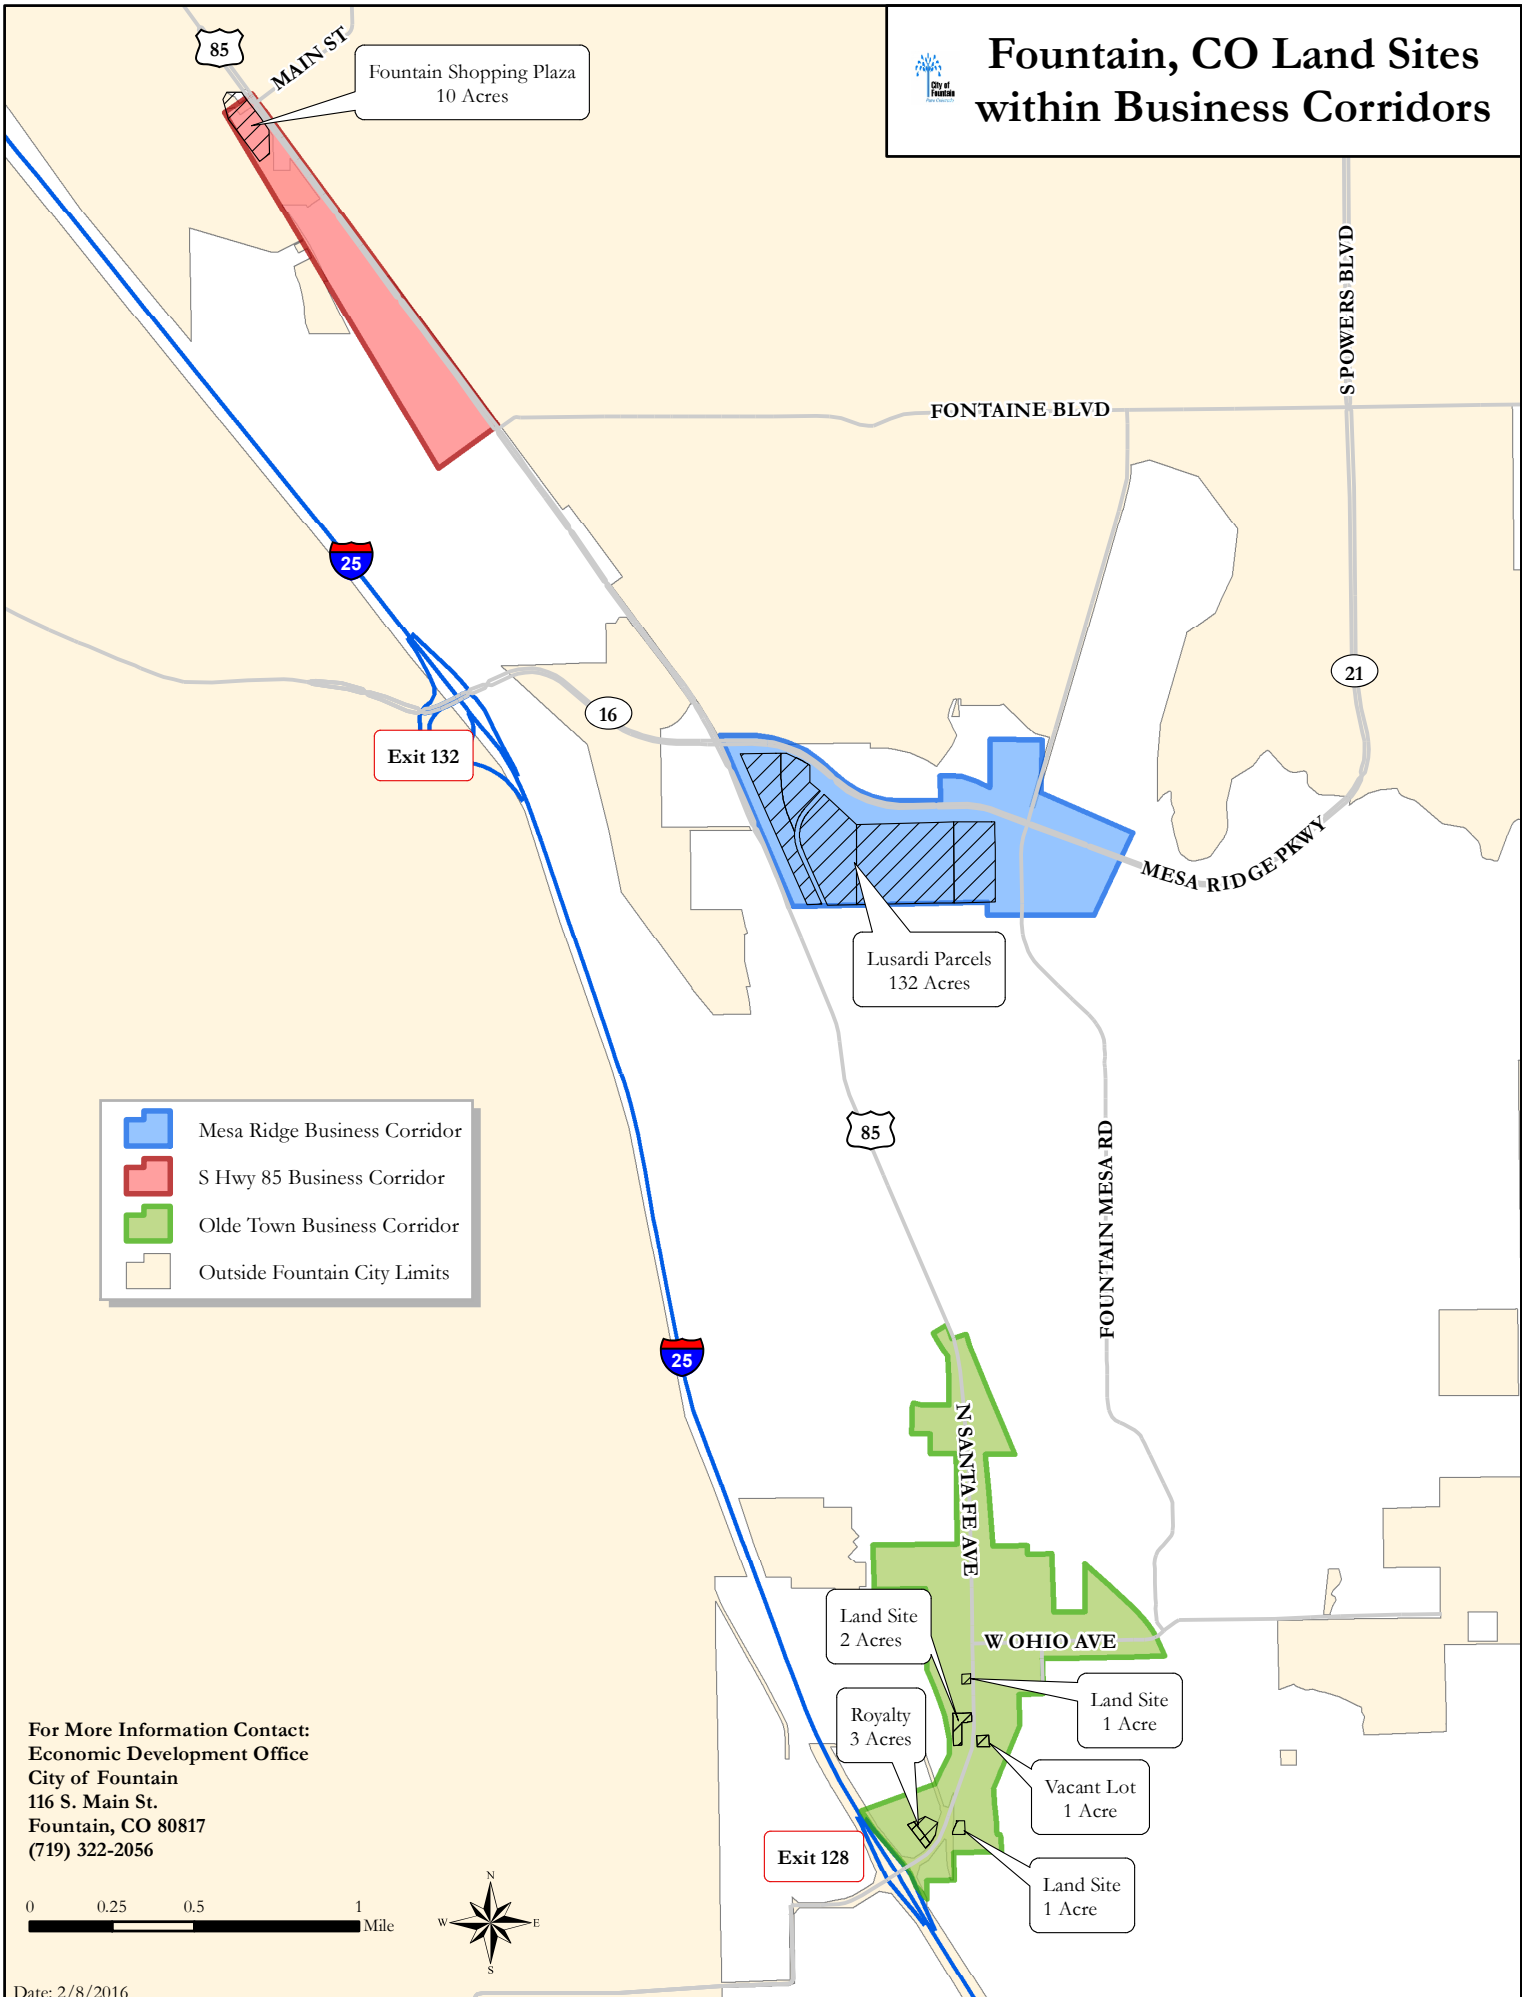 Fountain, CO Land Sites
within Business Corridors
City of
Fountain
85
MAIN ST
Fountain Shopping Plaza
10 Acres
S POWERS BLVD
FONTAINE BLVD
25
21
16
Exit 132
MESA RIDGE PKWY
Lusardi Parcels
132 Acres
85
FOUNTAIN MESA RD
Mesa Ridge Business Corridor
S Hwy 85 Business Corridor
Olde Town Business Corridor
Outside Fountain City Limits
25
N SANTA FE AVE
Land Site
2 Acres
W OHIO AVE
Land Site
1 Acre
Royalty
3 Acres
Vacant Lot
1 Acre
Exit 128
Land Site
1 Acre
For More Information Contact:
Economic Development Office
City of Fountain
116 S. Main St.
Fountain, CO 80817
(719) 322-2056
0 0.25 0.5 1
Mile
N
W E
S
Date: 2/8/2016